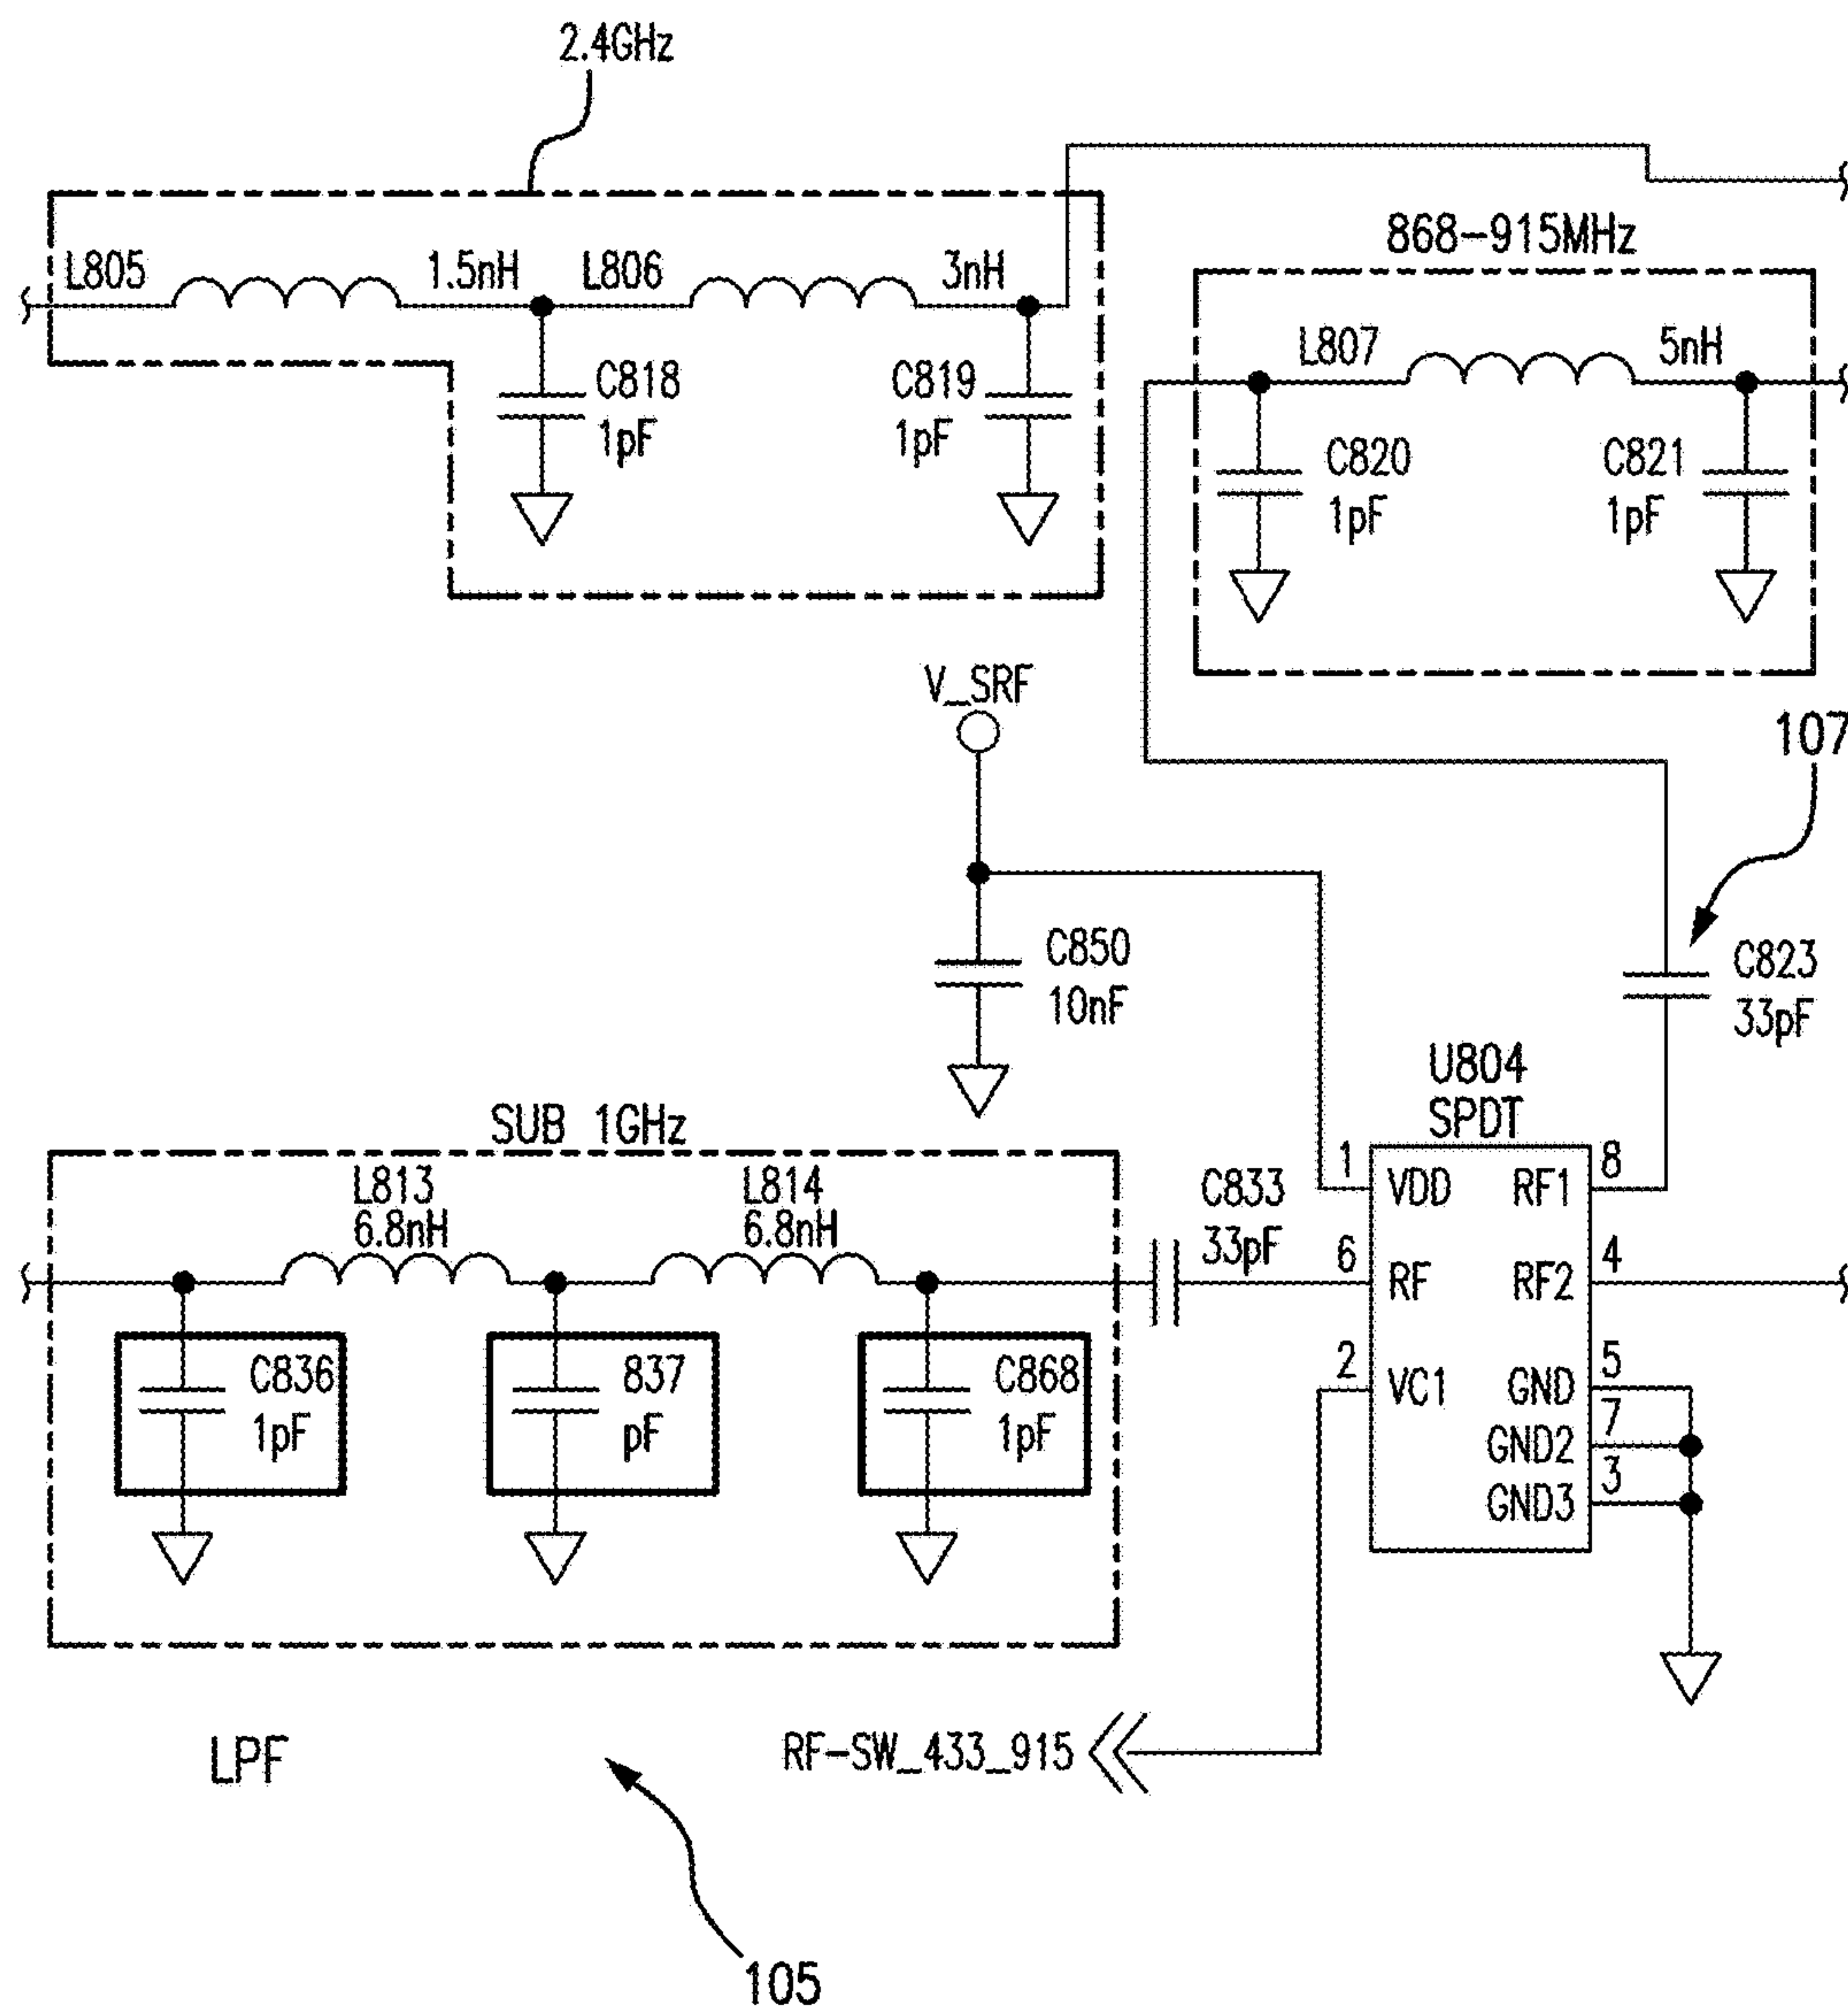 2.4GHz
868-915MHz
L805
1.5nH
L806
3nH
C818
1pF
C819
1pF
L807
5nH
C820
1pF
C821
1pF
V_SRF
107
C850
10nF
C823
33pF
SUB 1GHz
L813
6.8nH
L814
6.8nH
C836
1pF
837
pF
C868
1pF
C833
33pF
U804
SPDT
1
VDD
RF1
8
6
RF
RF2
4
2
VC1
GND
5
GND2
7
GND3
3
LPF
RF-SW_433_915
105